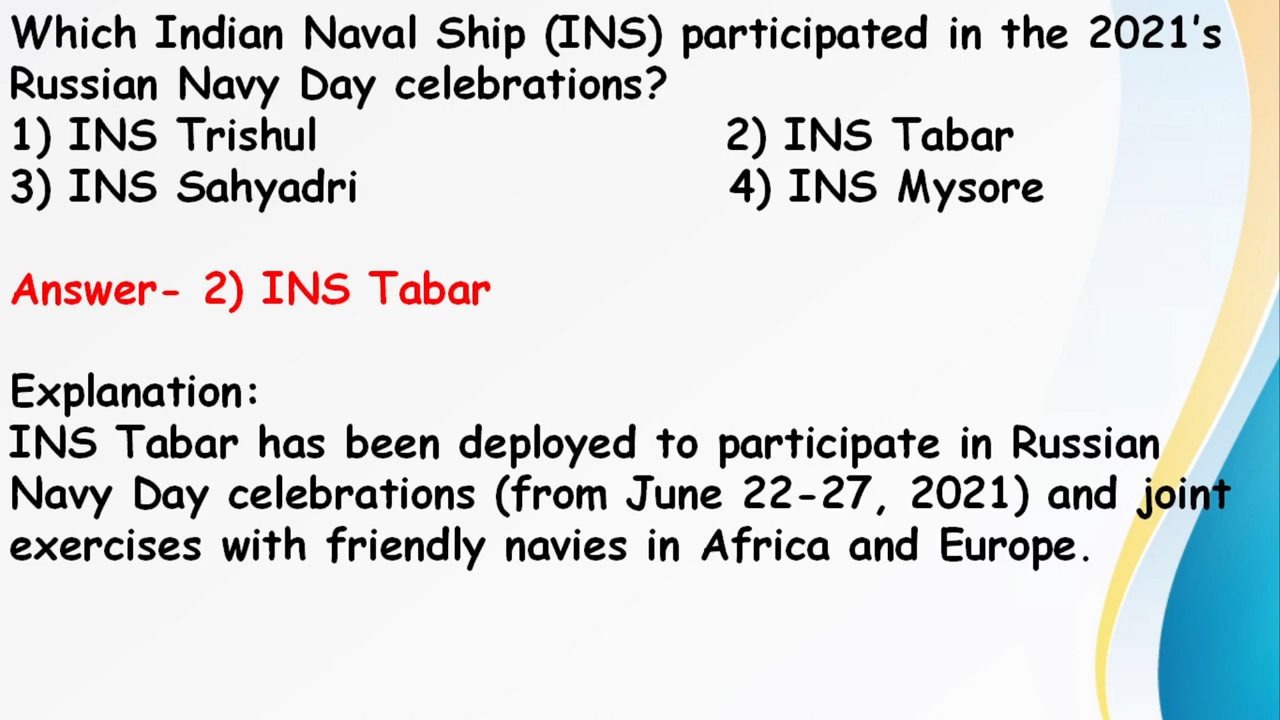 Which Indian Naval Ship (INS) participated in the 2021's
Russian Navy Day celebrations?
1) INS Trishul 2) INS Tabar
3) INS Sahyadri 4) INS Mysore
Answer- 2) INS Tabar
Explanation:
INS Tabar has been deployed to participate in Russian
Navy Day celebrations (from June 22-27, 2021) and joint
exercises with friendly navies in Africa and Europe.